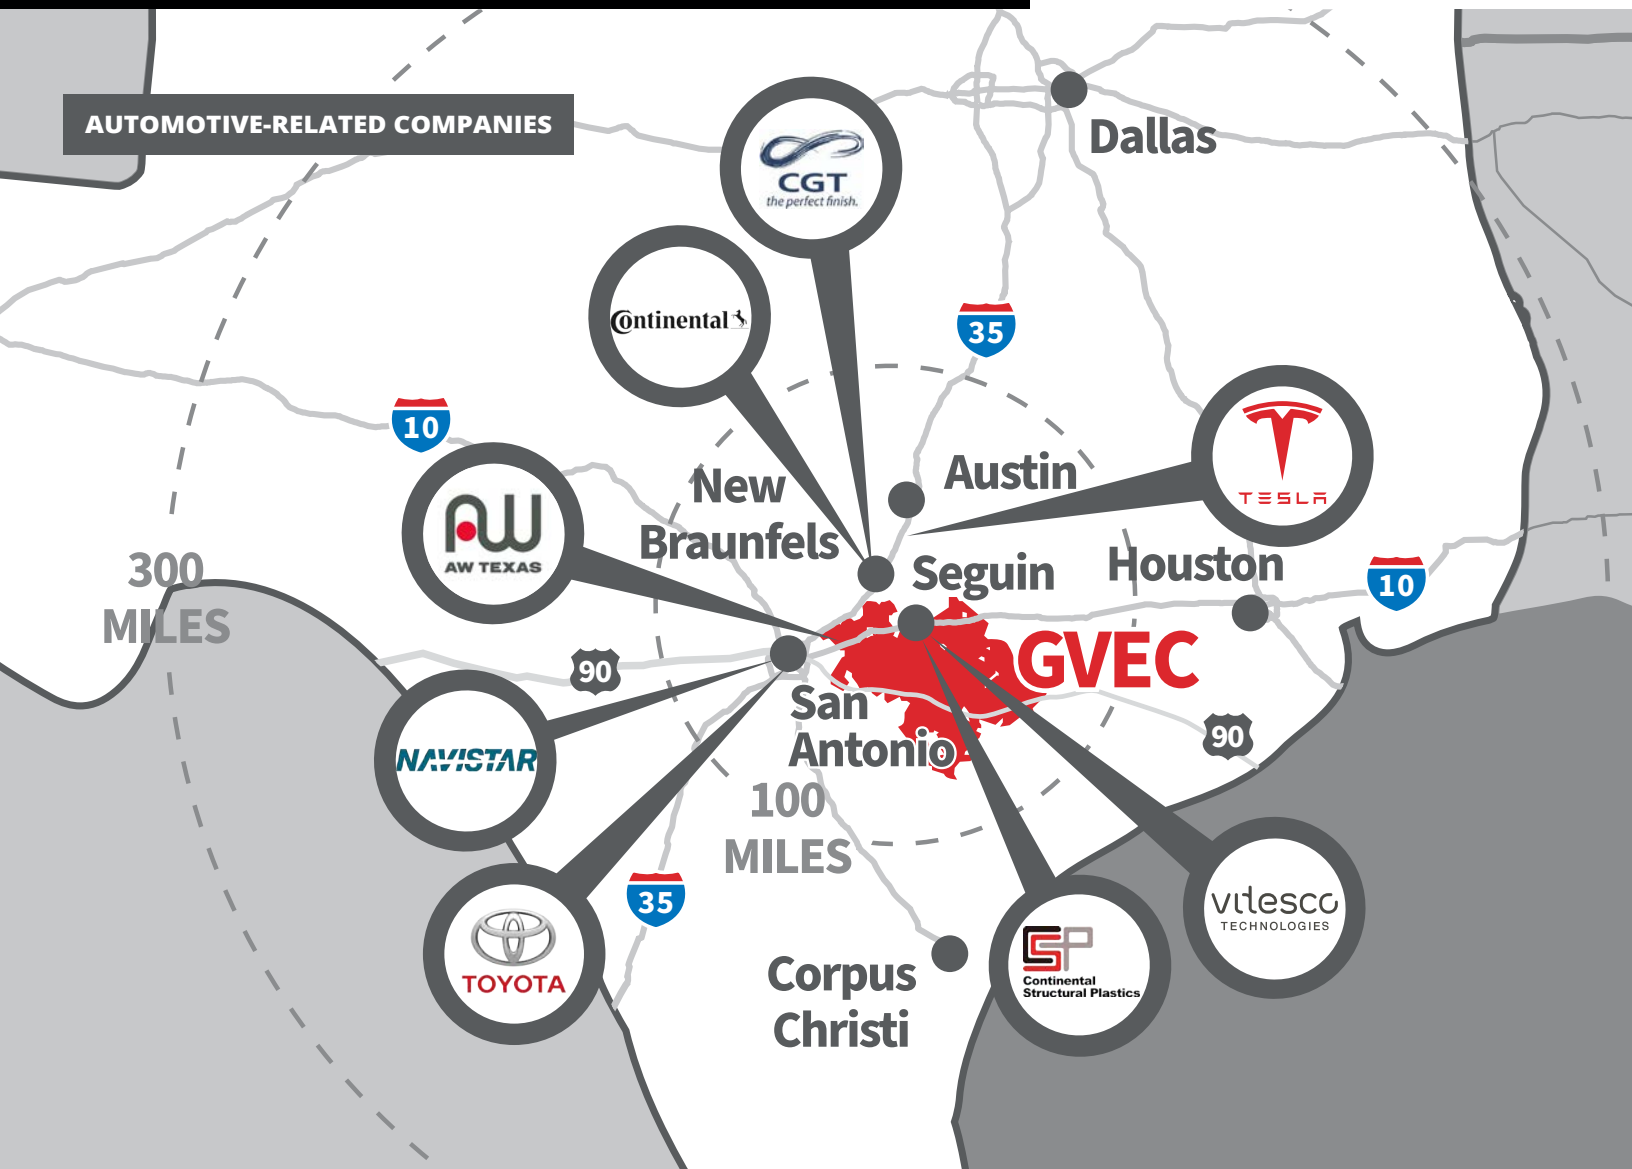 AUTOMOTIVE-RELATED COMPANIES
Dallas
CGT
the perfect finish.
Continental
35
10
TESLA
AW
AW TEXAS
New
Braunfels
Austin
Seguin
Houston
10
300
MILES
90
GVEC
San
Antonio
90
NAVISTAR
100
MILES
35
TOYOTA
Corpus
Christi
CSP
Continental
Structural Plastics
vitesco
TECHNOLOGIES